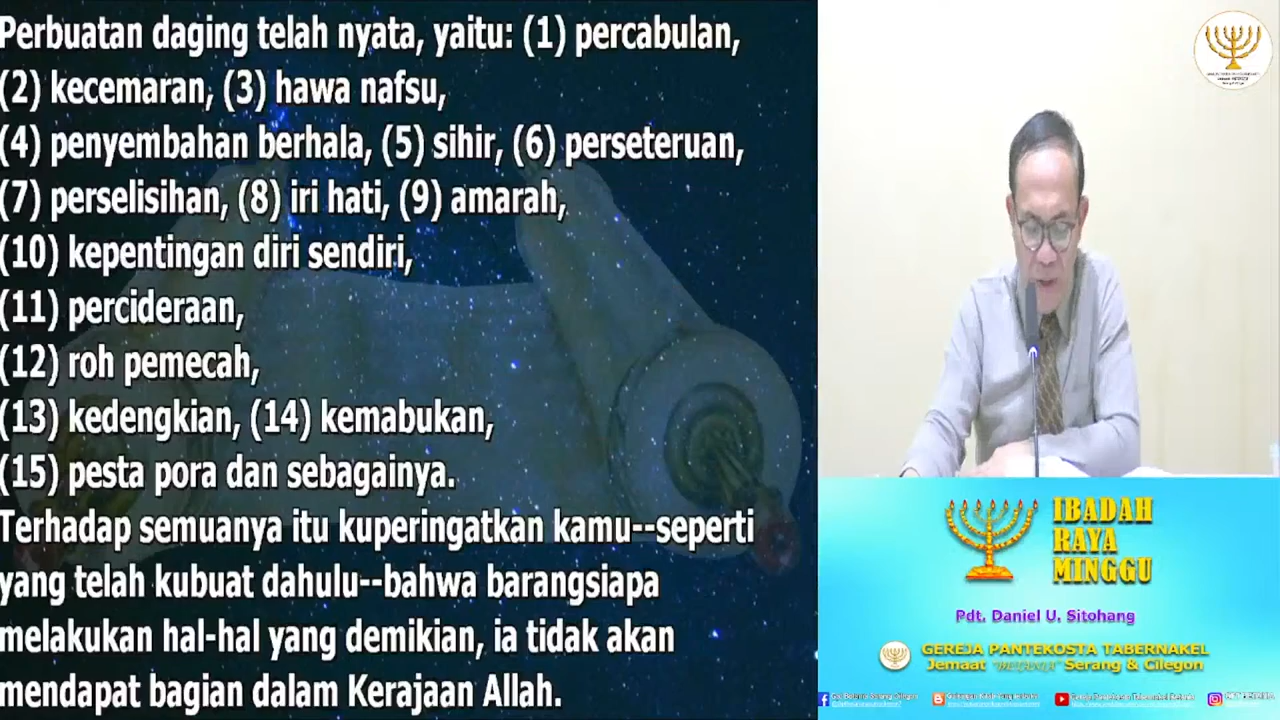 Perbuatan daging telah nyata, yaitu: (1) percabulan,
(2) kecemaran, (3) hawa nafsu,
(4) penyembahan berhala, (5) sihir, (6) perseteruan,
(7) perselisihan, (8) iri hati, (9) amarah,
(10) kepentingan diri sendiri,
(11) percideraan,
(12) roh pemecah,
(13) kedengkian, (14) kemabukan,
(15) pesta pora dan sebagainya.
Terhadap semuanya itu kuperingatkan kamu--seperti
yang telah kubuat dahulu--bahwa barangsiapa
melakukan hal-hal yang demikian, ia tidak akan
mendapat bagian dalam Kerajaan Allah.
IBADAH
RAYA
MINGGU
Pdt. Daniel U. Sitohang
GEREJA PANTEKOSTA TABERNAKEL
Jemaat "BETANIA" Serang & Cilegon